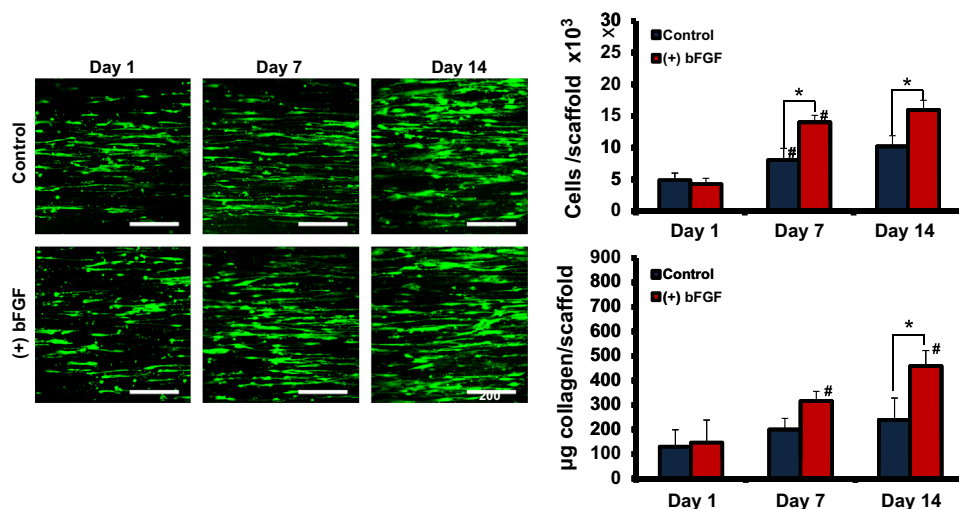 Day 1
Day 7
Day 14
Control
(+) bFGF
200
Cells /scaffold x10³
×
30
25
20
15
10
5
0
Control
(+) bFGF
*
*
#
#
Day 1
Day 7
Day 14
µg collagen/scaffold
900
800
700
600
500
400
300
200
100
0
Control
(+) bFGF
*
#
#
Day 1
Day 7
Day 14